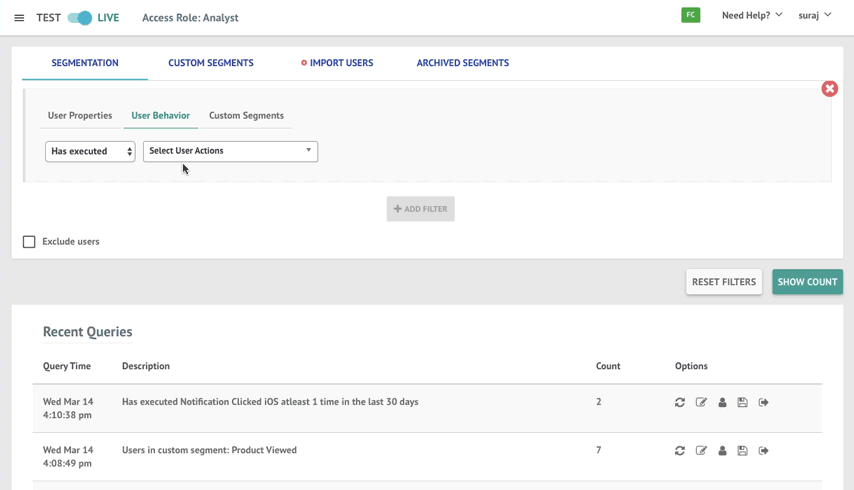 TEST LIVE Access Role: Analyst FC Need Help? suraj
SEGMENTATION CUSTOM SEGMENTS IMPORT USERS ARCHIVED SEGMENTS
User Properties User Behavior Custom Segments
Has executed Select User Actions
+ ADD FILTER
Exclude users
RESET FILTERS SHOW COUNT
Recent Queries
Query Time Description Count Options
Wed Mar 14 Has executed Notification Clicked iOS atleast 1 time in the last 30 days 2
4:10:38 pm
Wed Mar 14 Users in custom segment: Product Viewed 7
4:08:49 pm